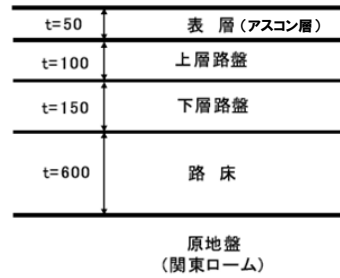 t=50 表 層 (アスコン層)
t=100 上層路盤
t=150 下層路盤
t=600 路 床
原地盤
(関東ローム)